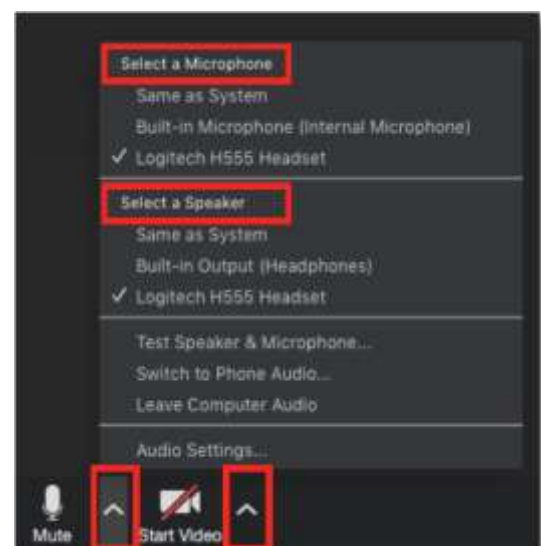 Select a Microphone
Same as System
Built-in Microphone (Internal Microphone)
✓ Logitech H555 Headset
Select a Speaker
Same as System
Built-in Output (Headphones)
✓ Logitech H555 Headset
Test Speaker & Microphone...
Switch to Phone Audio...
Leave Computer Audio
Audio Settings...
Mute
Start Video